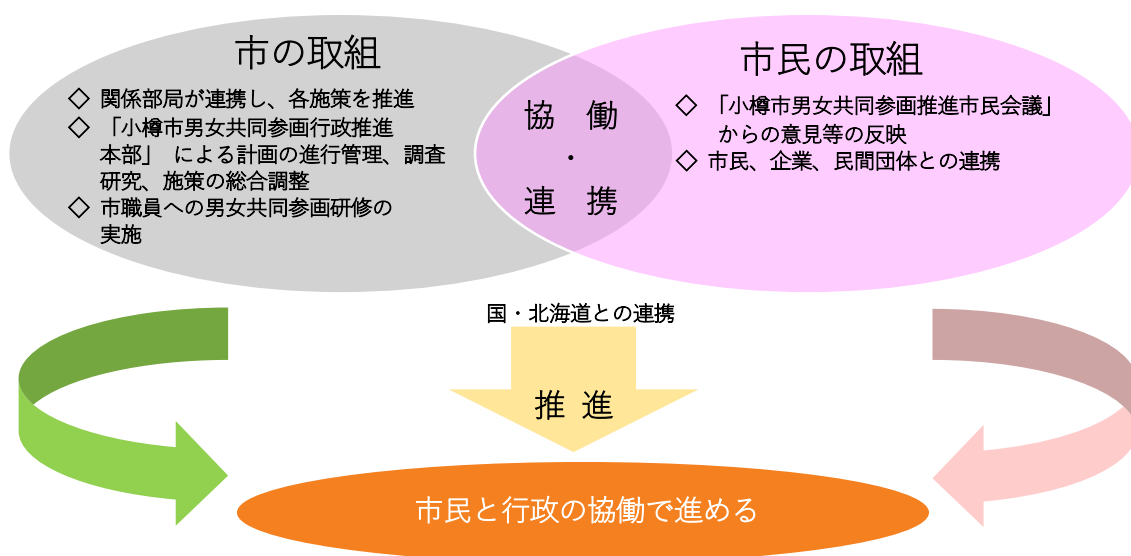 市の取組
◇ 関係部局が連携し、各施策を推進
◇ 「小樽市男女共同参画行政推進
本部」 による計画の進行管理、調査
研究、施策の総合調整
◇ 市職員への男女共同参画研修の
実施
協 働
・
連 携
市民の取組
◇ 「小樽市男女共同参画推進市民会議」
からの意見等の反映
◇ 市民、企業、民間団体との連携
国・北海道との連携
推 進
市民と行政の協働で進める